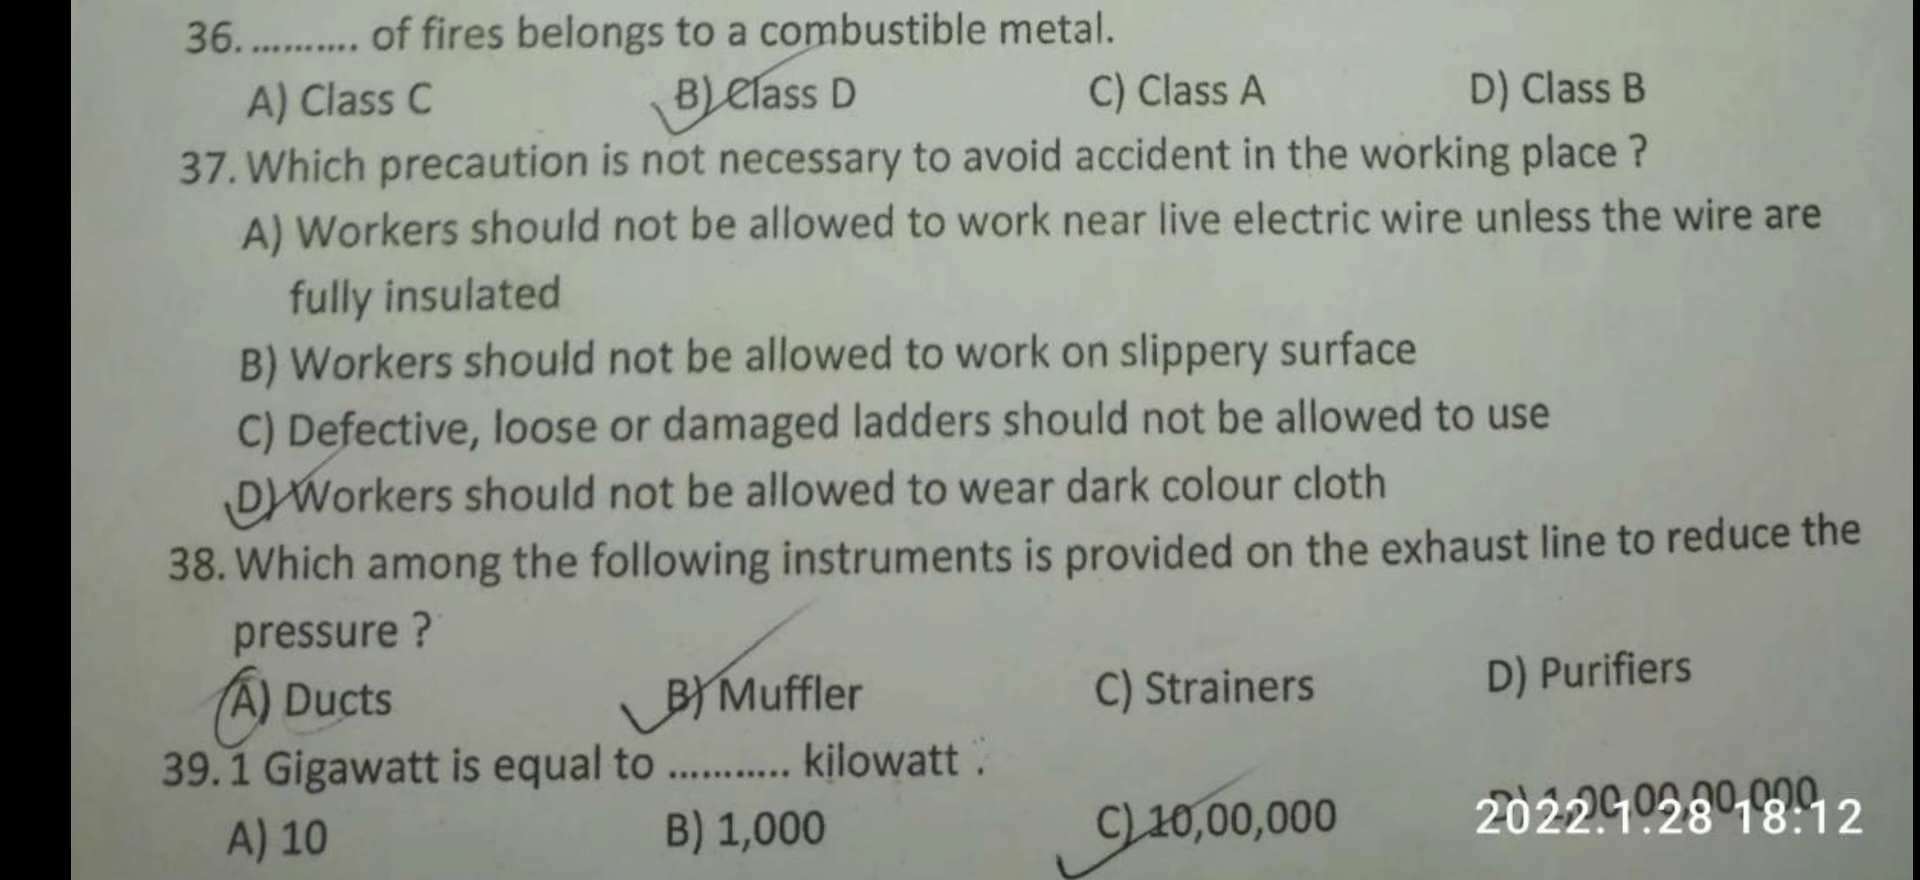 36. ........... of fires belongs to a combustible metal.
A) Class C B) Class D C) Class A D) Class B
37. Which precaution is not necessary to avoid accident in the working place ?
A) Workers should not be allowed to work near live electric wire unless the wire are
fully insulated
B) Workers should not be allowed to work on slippery surface
C) Defective, loose or damaged ladders should not be allowed to use
D) Workers should not be allowed to wear dark colour cloth
38. Which among the following instruments is provided on the exhaust line to reduce the
pressure ?
A) Ducts B) Muffler C) Strainers D) Purifiers
39. 1 Gigawatt is equal to ........... kilowatt .
A) 10 B) 1,000 C) 10,00,000 D) 1,00,00,00,000
2022.1.28 18:12